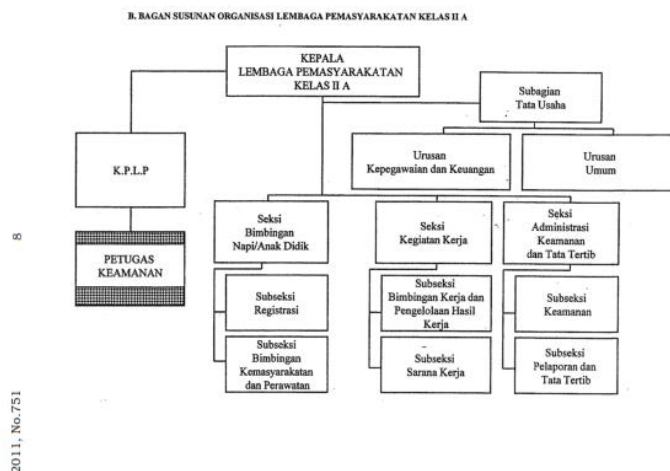 B. BAGAN SUSUNAN ORGANISASI LEMBAGA PEMASYARAKATAN KELAS II A
KEPALA
LEMBAGA PEMASYARAKATAN
KELAS II A
Subagian
Tata Usaha
K.P.L.P
Urusan
Kepegawaian dan Keuangan
Urusan
Umum
PETUGAS
KEAMANAN
Seksi
Bimbingan
Napi/Anak Didik
Seksi
Kegiatan Kerja
Seksi
Administrasi
Keamanan
dan Tata Tertib
Subseksi
Registrasi
Subseksi
Bimbingan Kerja dan
Pengelolaan Hasil
Kerja
Subseksi
Keamanan
Subseksi
Bimbingan
Kemasyarakatan
dan Perawatan
Subseksi
Sarana Kerja
Subseksi
Pelaporan dan
Tata Tertib
8
2011, No.751